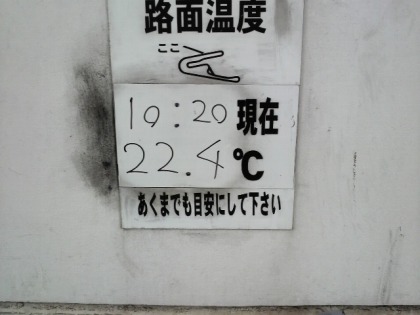 路面温度
ここ
10:20 現在
22.4℃
あくまでも目安にして下さい